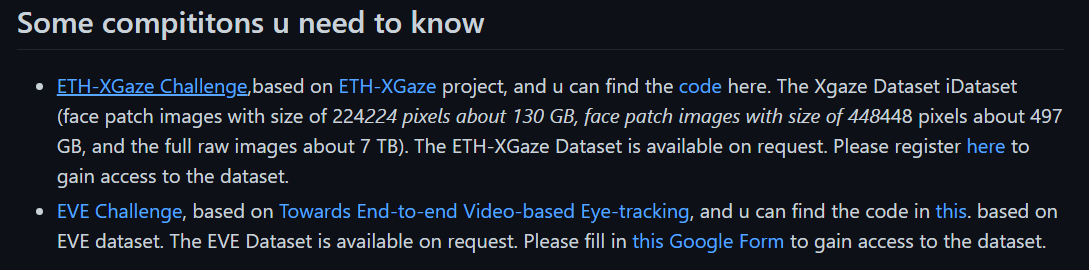 Some compititons u need to know
ETH-XGaze Challenge,based on ETH-XGaze project, and u can find the code here. The Xgaze Dataset iDataset
(face patch images with size of 224224 pixels about 130 GB, face patch images with size of 448448 pixels about 497
GB, and the full raw images about 7 TB). The ETH-XGaze Dataset is available on request. Please register here to
gain access to the dataset.
EVE Challenge, based on Towards End-to-end Video-based Eye-tracking, and u can find the code in this. based on
EVE dataset. The EVE Dataset is available on request. Please fill in this Google Form to gain access to the dataset.